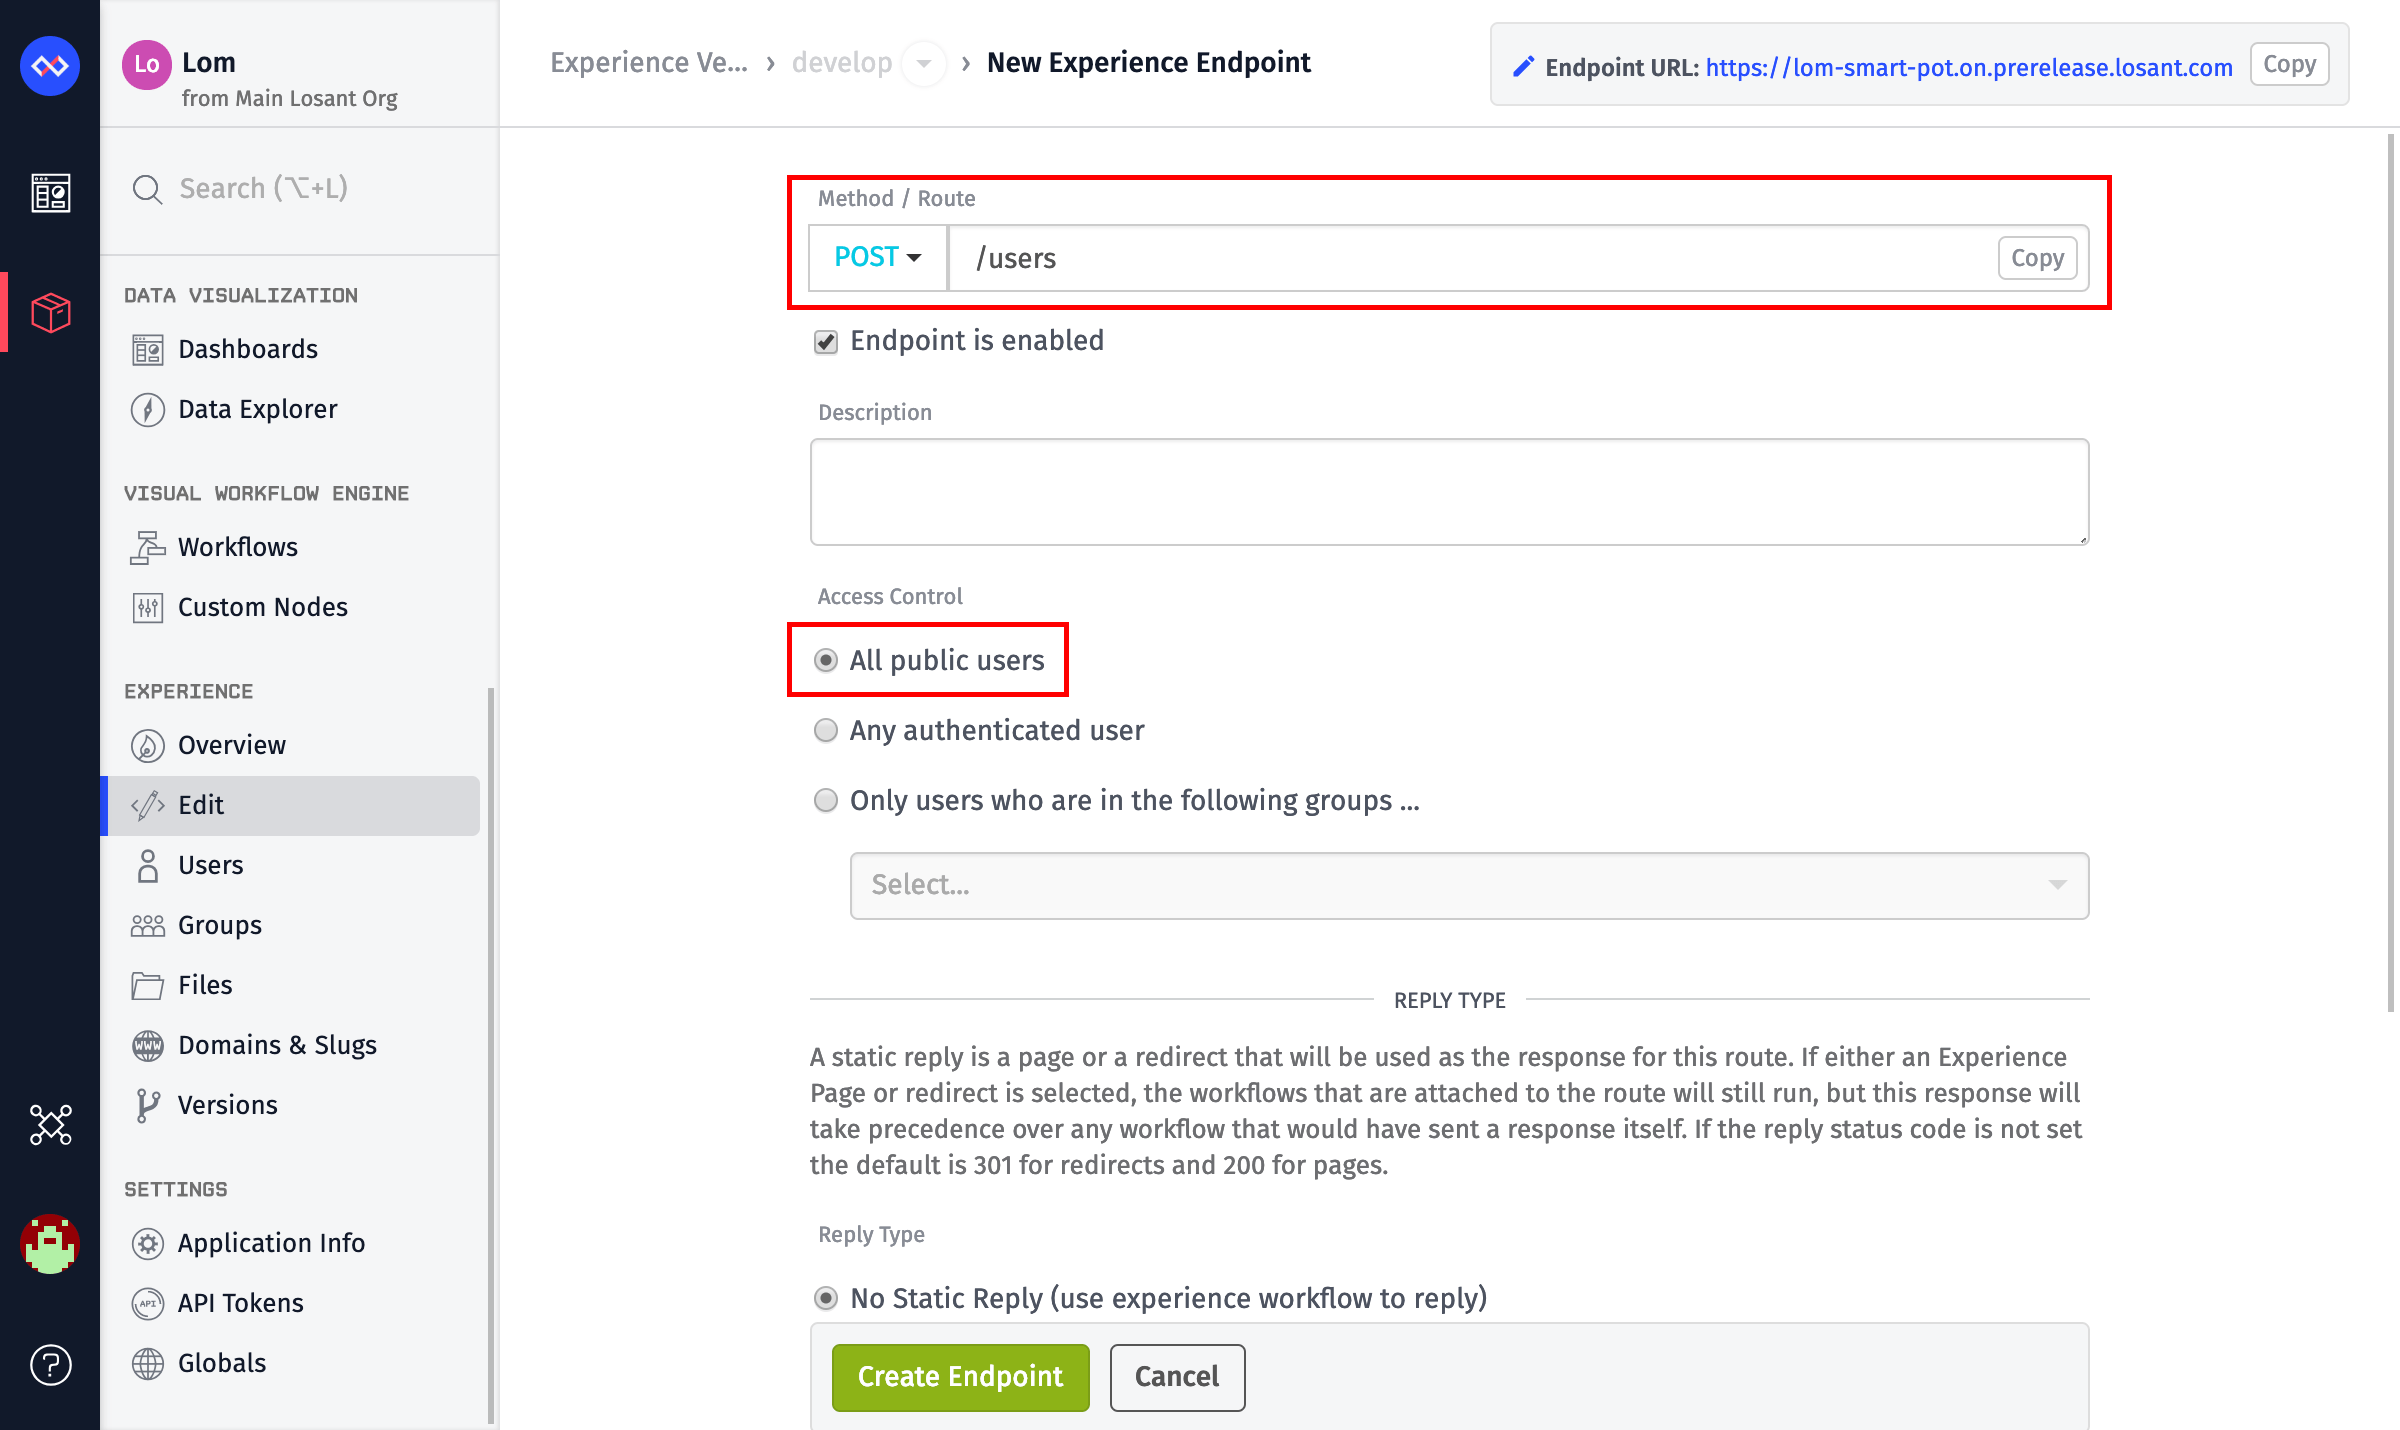 Lo
Lom
from Main Losant Org
Search (⌥+L)
DATA VISUALIZATION
Dashboards
Data Explorer
VISUAL WORKFLOW ENGINE
Workflows
Custom Nodes
EXPERIENCE
Overview
Edit
Users
Groups
Files
WWW
Domains & Slugs
Versions
SETTINGS
Application Info
API
API Tokens
Globals
Experience Ve... › develop › New Experience Endpoint
Endpoint URL: https://lom-smart-pot.on.prerelease.losant.com
Copy
Method / Route
POST
/users
Copy
Endpoint is enabled
Description
Access Control
All public users
Any authenticated user
Only users who are in the following groups ...
Select...
REPLY TYPE
A static reply is a page or a redirect that will be used as the response for this route. If either an Experience
Page or redirect is selected, the workflows that are attached to the route will still run, but this response will
take precedence over any workflow that would have sent a response itself. If the reply status code is not set
the default is 301 for redirects and 200 for pages.
Reply Type
No Static Reply (use experience workflow to reply)
Create Endpoint
Cancel